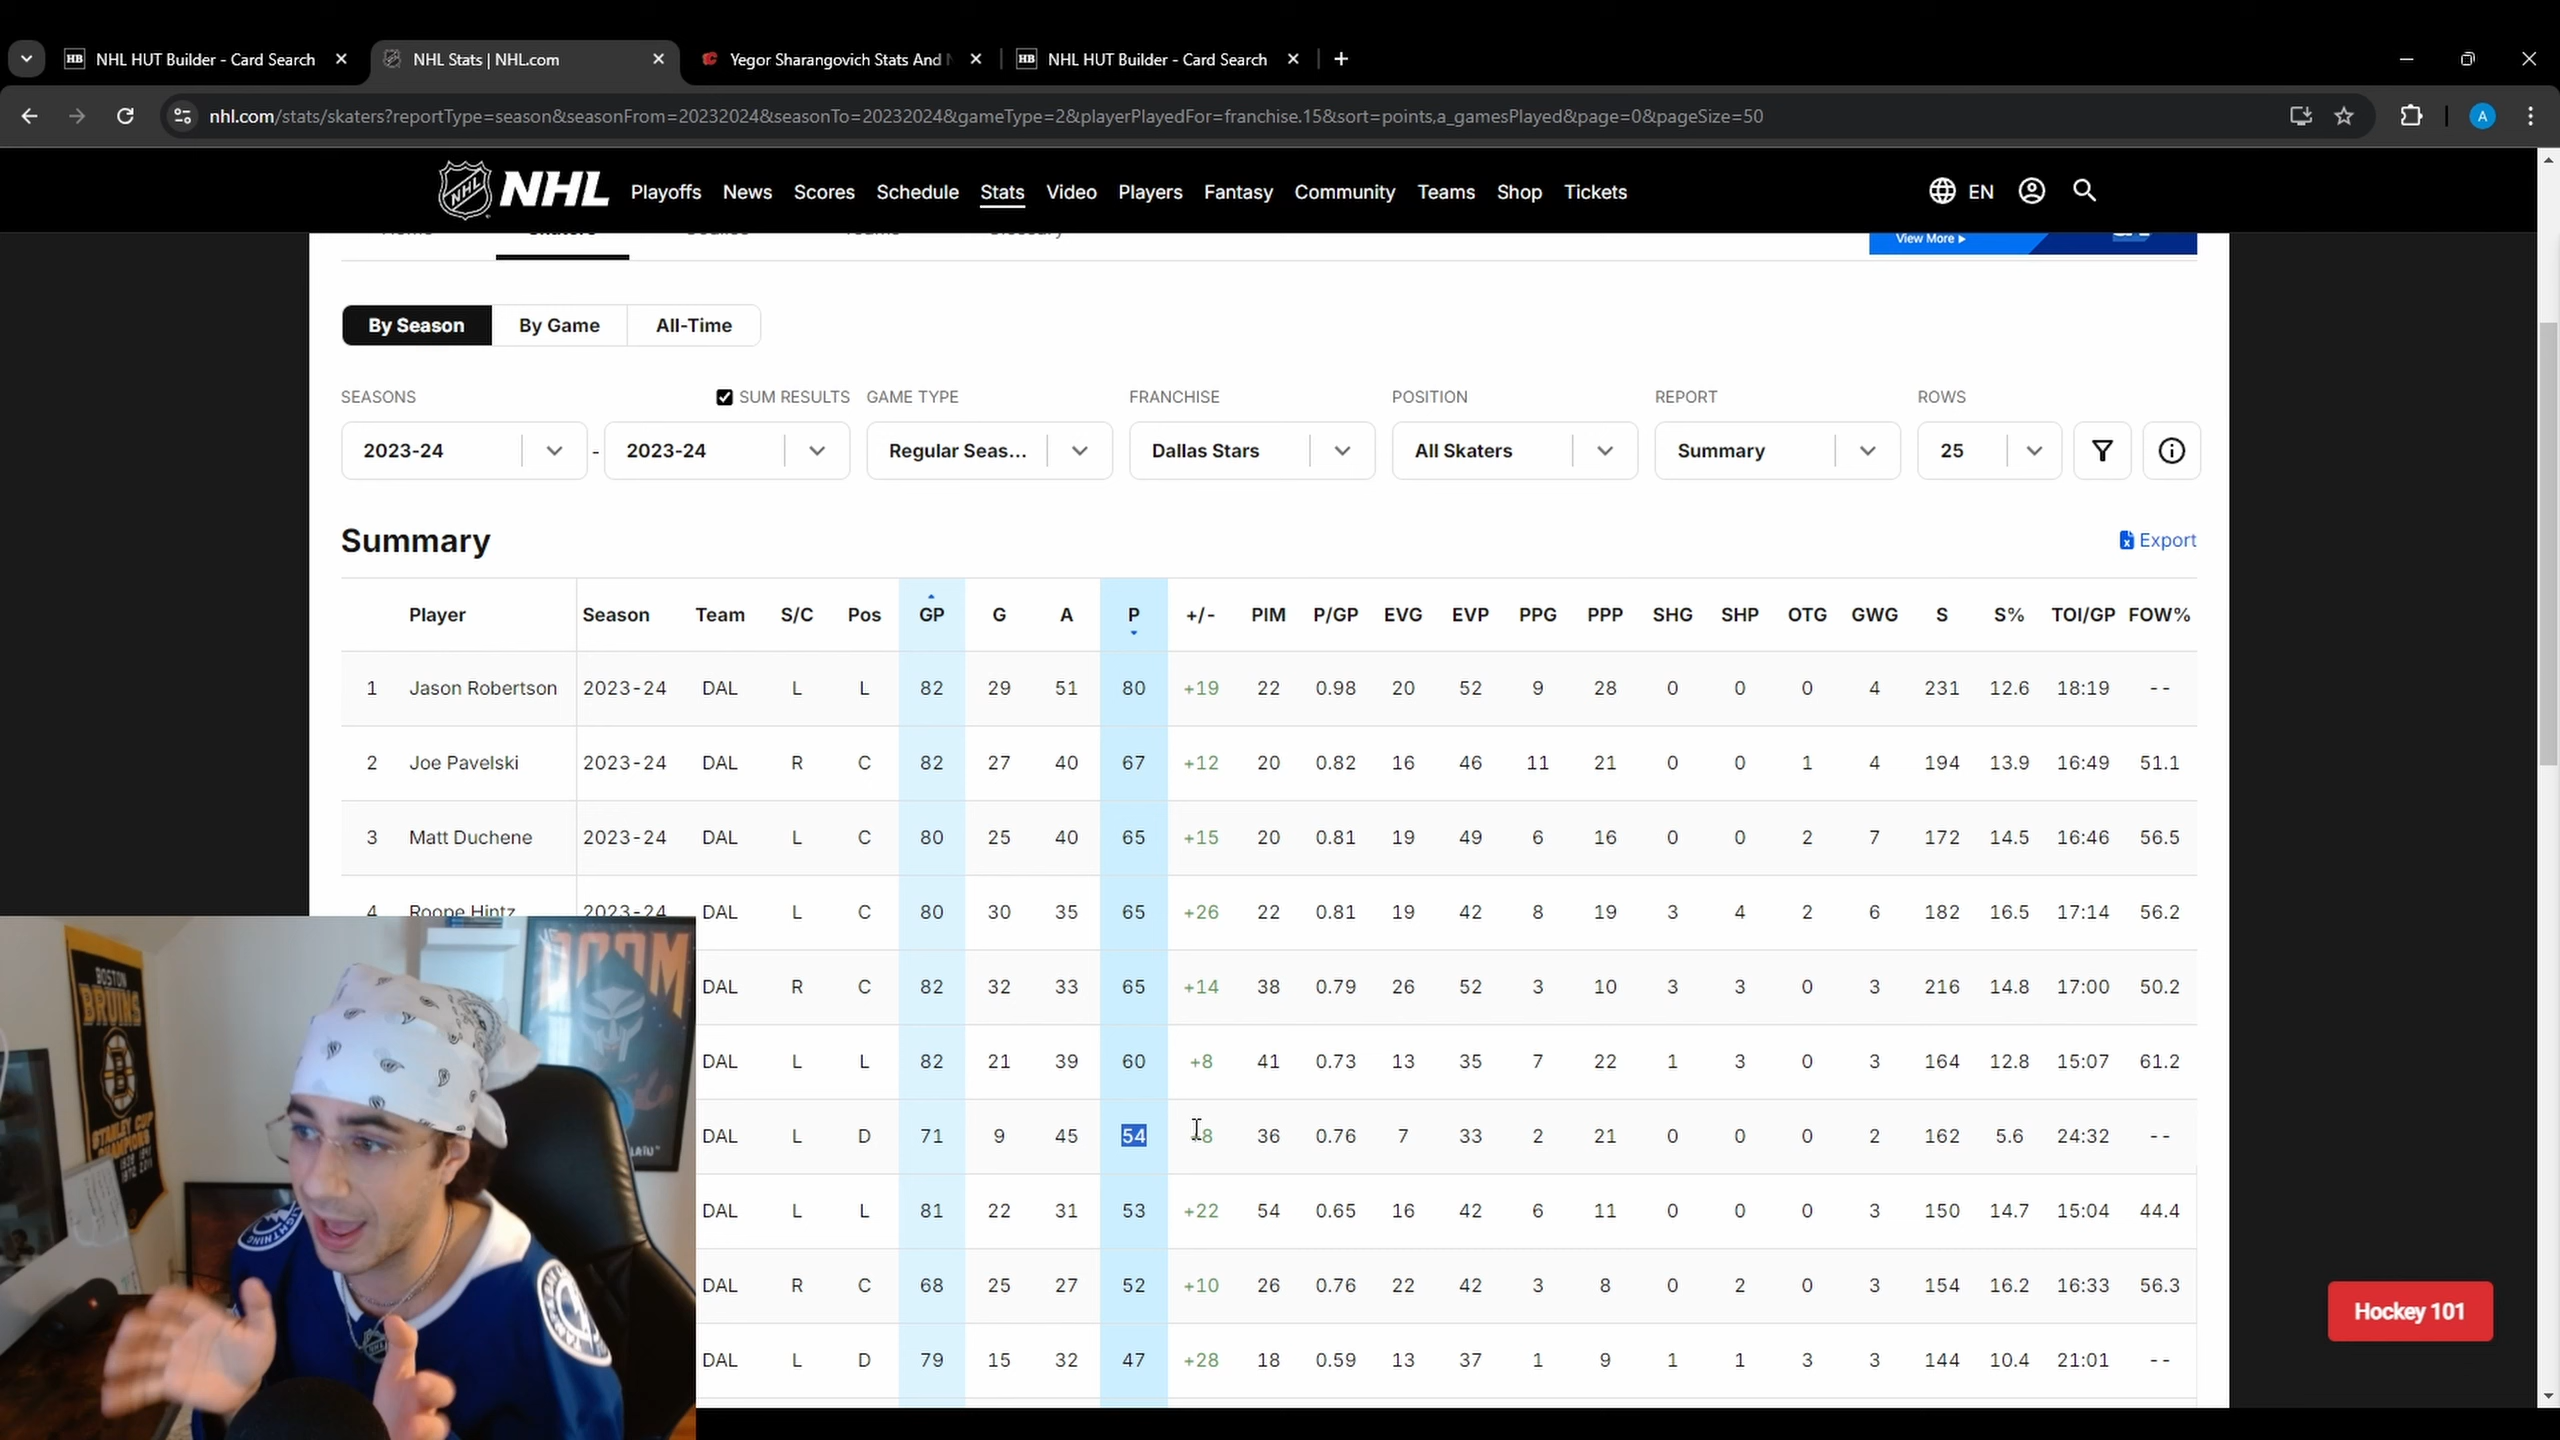 NHL HUT Builder - Card Search
NHL Stats | NHL.com
Yegor Sharangovich Stats And
NHL HUT Builder - Card Search
nhl.com/stats/skaters?reportType=season&seasonFrom=20232024&seasonTo=20232024&gameType=2&playerPlayedFor=franchise.15&sort=points,a_gamesPlayed&page=0&pageSize=50
A
NHL Playoffs News Scores Schedule Stats Video Players Fantasy Community Teams Shop Tickets EN
View More
By Season By Game All-Time
SEASONS SUM RESULTS GAME TYPE FRANCHISE POSITION REPORT ROWS
2023-24 - 2023-24 Regular Seas... Dallas Stars All Skaters Summary 25
Summary Export
Player Season Team S/C Pos GP G A P +/- PIM P/GP EVG EVP PPG PPP SHG SHP OTG GWG S S% TOI/GP FOW%
1 Jason Robertson 2023-24 DAL L L 82 29 51 80 +19 22 0.98 20 52 9 28 0 0 0 4 231 12.6 18:19 --
2 Joe Pavelski 2023-24 DAL R C 82 27 40 67 +12 20 0.82 16 46 11 21 0 0 1 4 194 13.9 16:49 51.1
3 Matt Duchene 2023-24 DAL L C 80 25 40 65 +15 20 0.81 19 49 6 16 0 0 2 7 172 14.5 16:46 56.5
4 Roope Hintz 2023-24 DAL L C 80 30 35 65 +26 22 0.81 19 42 8 19 3 4 2 6 182 16.5 17:14 56.2
DAL R C 82 32 33 65 +14 38 0.79 26 52 3 10 3 3 0 3 216 14.8 17:00 50.2
DAL L L 82 21 39 60 +8 41 0.73 13 35 7 22 1 3 0 3 164 12.8 15:07 61.2
DAL L D 71 9 45 54 8 36 0.76 7 33 2 21 0 0 0 2 162 5.6 24:32 --
DAL L L 81 22 31 53 +22 54 0.65 16 42 6 11 0 0 0 3 150 14.7 15:04 44.4
DAL R C 68 25 27 52 +10 26 0.76 22 42 3 8 0 2 0 3 154 16.2 16:33 56.3
DAL L D 79 15 32 47 +28 18 0.59 13 37 1 9 1 1 3 3 144 10.4 21:01 --
Hockey 101
BOSTON
BRUINS
B
STANLEY CUP
CHAMPIONS
DOOM
LIGHTNING